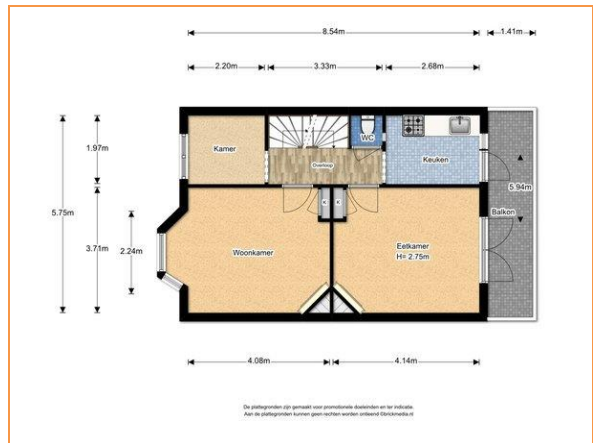 8.54m
1.41m
2.20m
3.33m
2.68m
WC
Kamer
Overloop
Keuken
1.97m
5.94m
5.75m
K
K
Balkon
3.71m
2.24m
Woonkamer
Eetkamer
H= 2.75m
4.08m
4.14m
De plattegronden zijn gemaakt voor promotionele doeleinden en ter indicatie.
Aan de plattegronden kunnen geen rechten worden ontleend ©brickmedia.nl